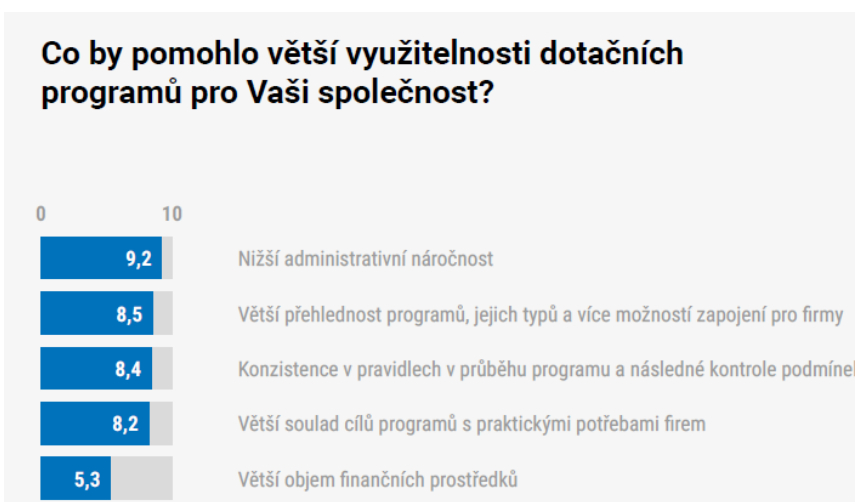 Co by pomohlo větší využitelnosti dotačních
programů pro Vaši společnost?
0 10
9,2 Nižší administrativní náročnost
8,5 Větší přehlednost programů, jejich typů a více možností zapojení pro firmy
8,4 Konzistence v pravidlech v průběhu programu a následné kontrole
8,2 Větší soulad cílů programů s praktickými potřebami firem
5,3 Větší objem finančních prostředků